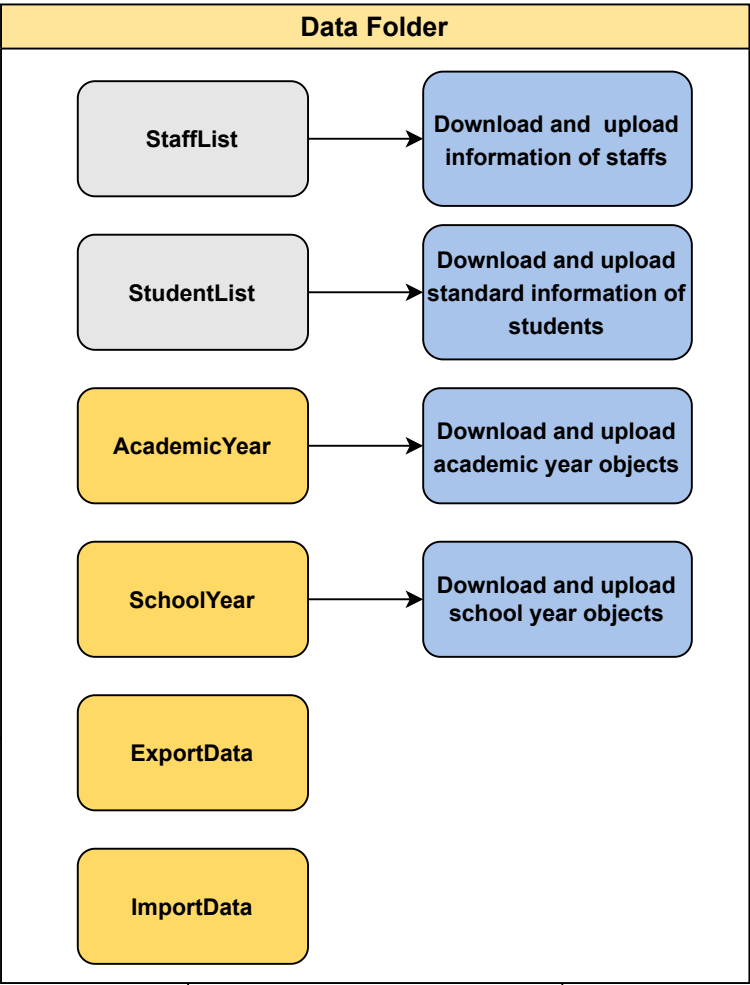 Data Folder
StaffList
Download and  upload
information of staffs
StudentList
Download and upload
standard information of
students
AcademicYear
Download and upload
academic year objects
SchoolYear
Download and upload
school year objects
ExportData
ImportData